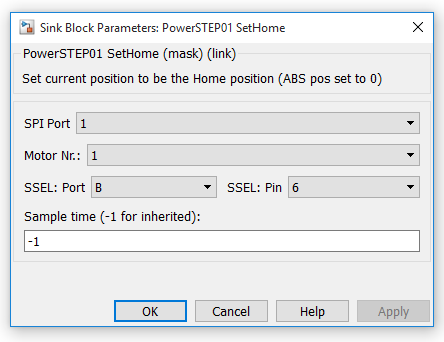 Sink Block Parameters: PowerSTEP01 SetHome
PowerSTEP01 SetHome (mask) (link)
Set current position to be the Home position (ABS pos set to 0)
SPI Port 1
Motor Nr.: 1
SSEL: Port B SSEL: Pin 6
Sample time (-1 for inherited):
-1
OK Cancel Help Apply